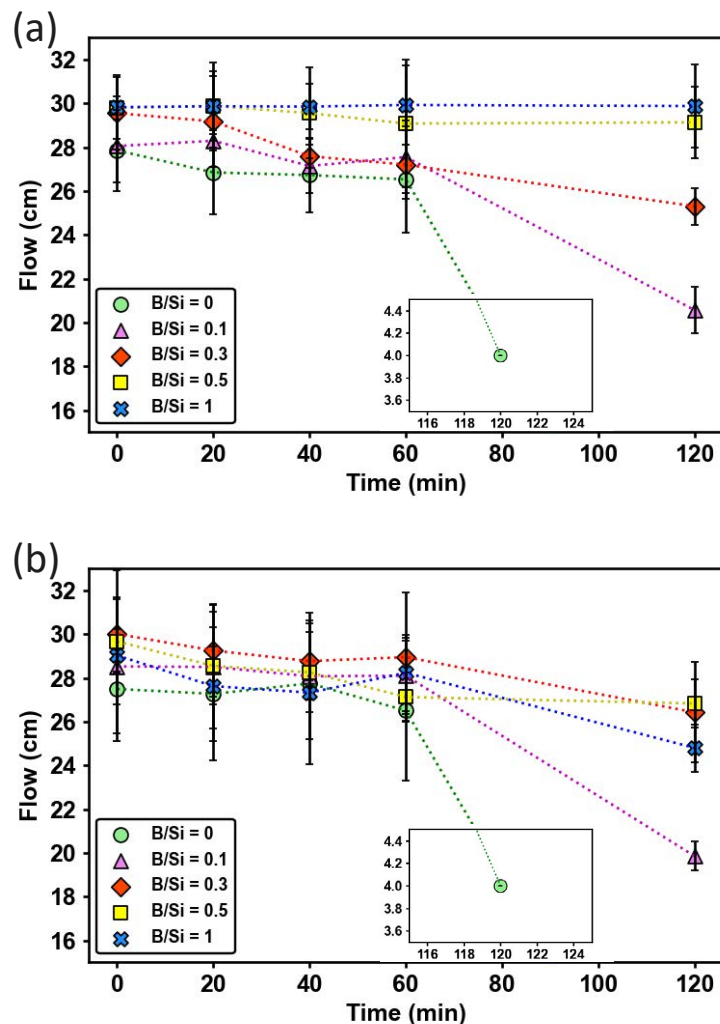 (a)
32
30
28
26
24
22
20
18
16
Flow (cm)
B/Si = 0
B/Si = 0.1
B/Si = 0.3
B/Si = 0.5
B/Si = 1
4.4
4.2
4.0
3.8
3.6
116 118 120 122 124
0 20 40 60 80 100 120
Time (min)
(b)
32
30
28
26
24
22
20
18
16
Flow (cm)
B/Si = 0
B/Si = 0.1
B/Si = 0.3
B/Si = 0.5
B/Si = 1
4.4
4.2
4.0
3.8
3.6
116 118 120 122 124
0 20 40 60 80 100 120
Time (min)